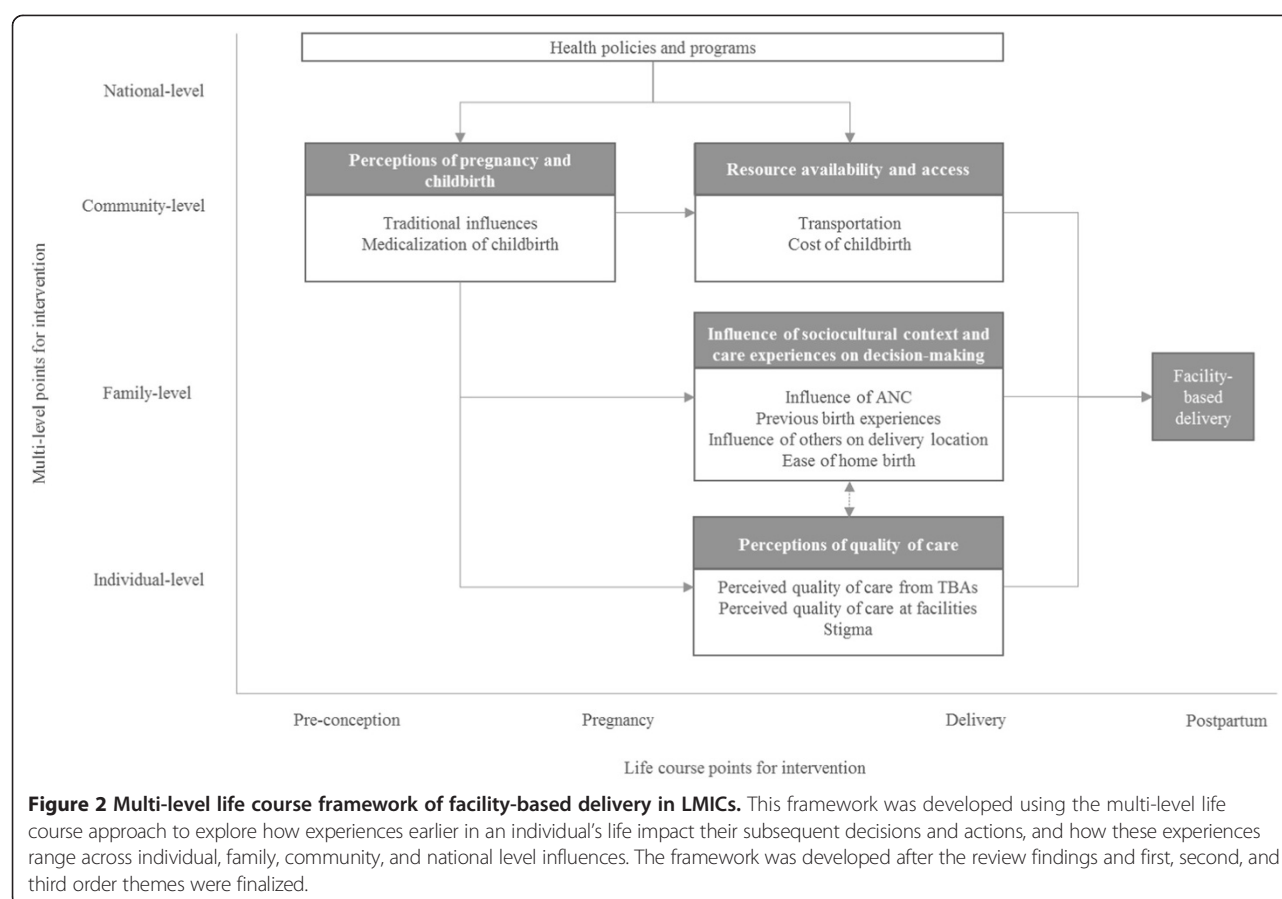 Health policies and programs
National-level
Perceptions of pregnancy and
childbirth
Traditional influences
Medicalization of childbirth
Resource availability and access
Transportation
Cost of childbirth
Community-level
Multi-level points for intervention
Influence of sociocultural context and
care experiences on decision-making
Influence of ANC
Previous birth experiences
Influence of others on delivery location
Ease of home birth
Family-level
Facility-
based
delivery
Perceptions of quality of care
Perceived quality of care from TBAs
Perceived quality of care at facilities
Stigma
Individual-level
Pre-conception
Pregnancy
Delivery
Postpartum
Life course points for intervention
Figure 2 Multi-level life course framework of facility-based delivery in LMICs. This framework was developed using the multi-level life
course approach to explore how experiences earlier in an individual's life impact their subsequent decisions and actions, and how these experiences
range across individual, family, community, and national level influences. The framework was developed after the review findings and first, second, and
third order themes were finalized.